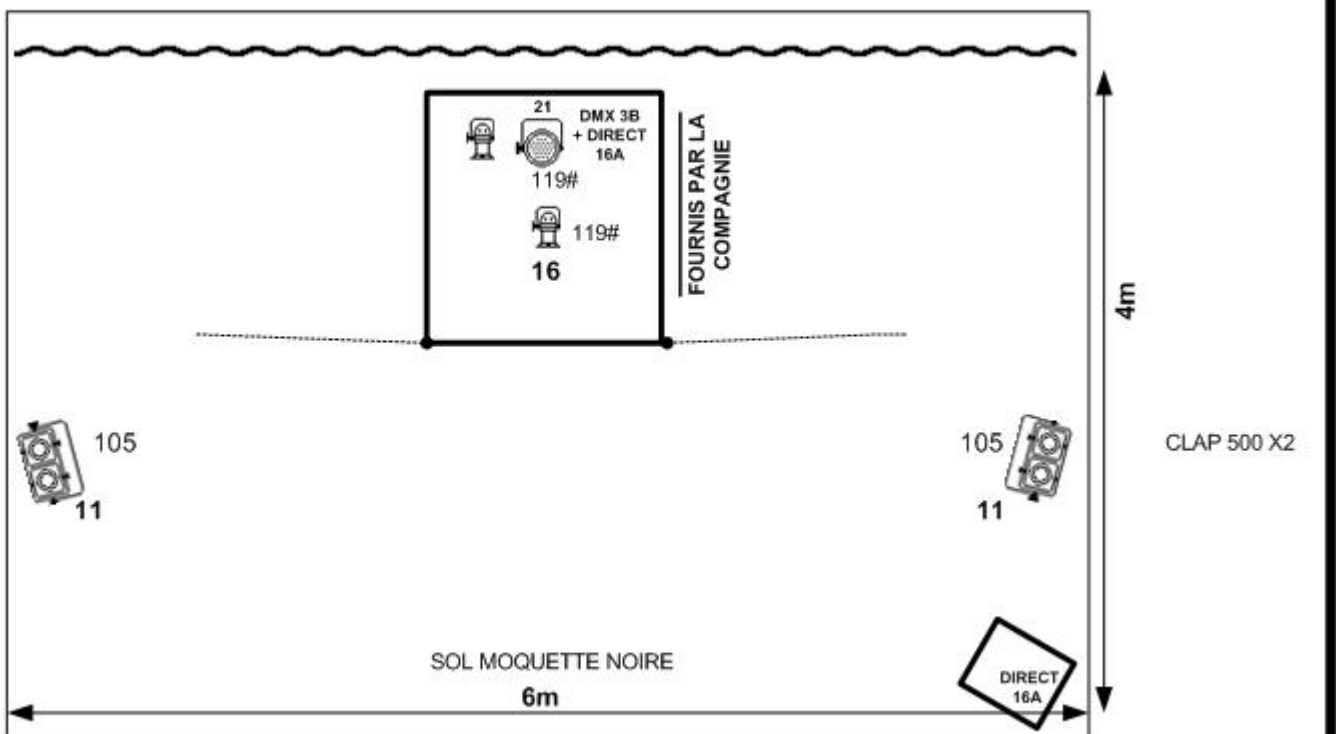 21
DMX 3B
+ DIRECT
16A
119#
119#
16
FOURNIS PAR LA
COMPAGNIE
4m
105
11
105
11
CLAP 500 X2
SOL MOQUETTE NOIRE
6m
DIRECT
16A